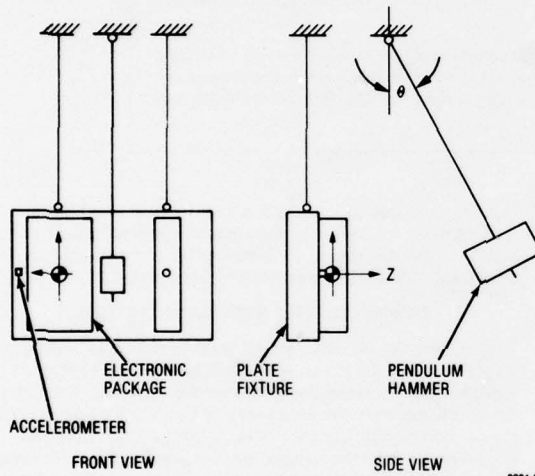 θ
Z
ELECTRONIC
PACKAGE
PLATE
FIXTURE
PENDULUM
HAMMER
ACCELEROMETER
FRONT VIEW
SIDE VIEW